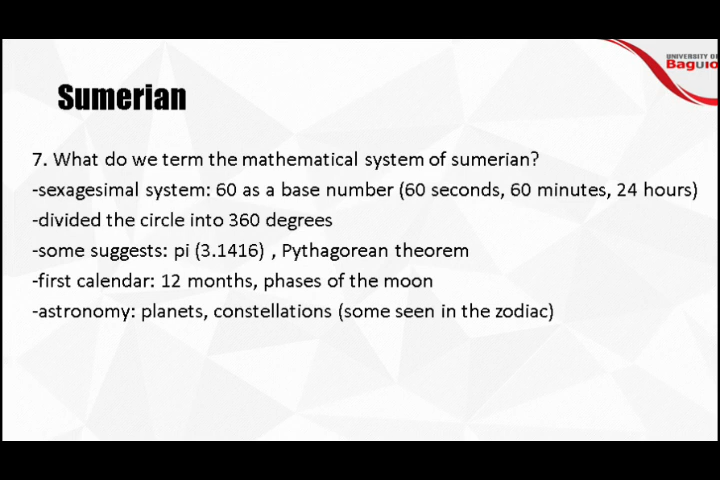 UNIVERSITY OF
Baguio
Sumerian
7. What do we term the mathematical system of sumerian?
-sexagesimal system: 60 as a base number (60 seconds, 60 minutes, 24 hours)
-divided the circle into 360 degrees
-some suggests: pi (3.1416) , Pythagorean theorem
-first calendar: 12 months, phases of the moon
-astronomy: planets, constellations (some seen in the zodiac)